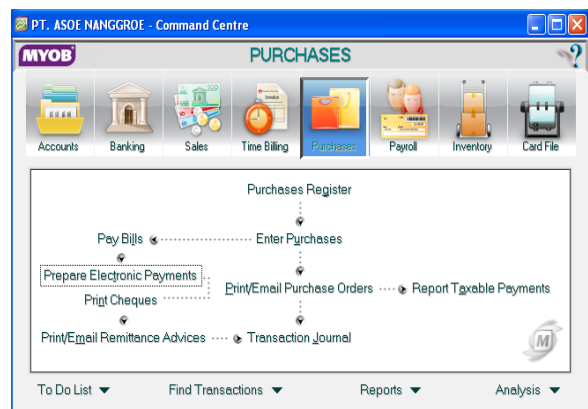 PT. ASOE NANGGROE - Command Centre
MYOB
PURCHASES
?
Accounts Banking Sales Time Billing Purchases Payroll Inventory Card File
Purchases Register
Pay Bills Enter Purchases
Prepare Electronic Payments
Print/Email Purchase Orders Report Taxable Payments
Print Cheques
Print/Email Remittance Advices Transaction Journal
M
To Do List Find Transactions Reports Analysis